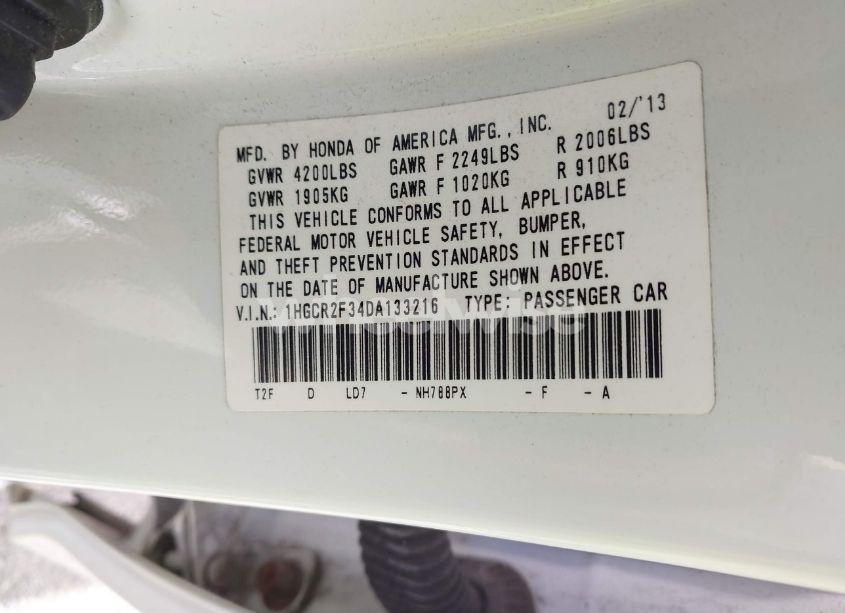 MFD. BY HONDA OF AMERICA MFG., INC. 02/'13
GVWR 4200LBS GAWR F 2249LBS R 2006LBS
GVWR 1905KG GAWR F 1020KG R 910KG
THIS VEHICLE CONFORMS TO ALL APPLICABLE
FEDERAL MOTOR VEHICLE SAFETY, BUMPER,
AND THEFT PREVENTION STANDARDS IN EFFECT
ON THE DATE OF MANUFACTURE SHOWN ABOVE.
V.I.N.: 1HGCR2F34DA133216 TYPE: PASSENGER CAR
T2F D LD7 - NH788PX - F - A